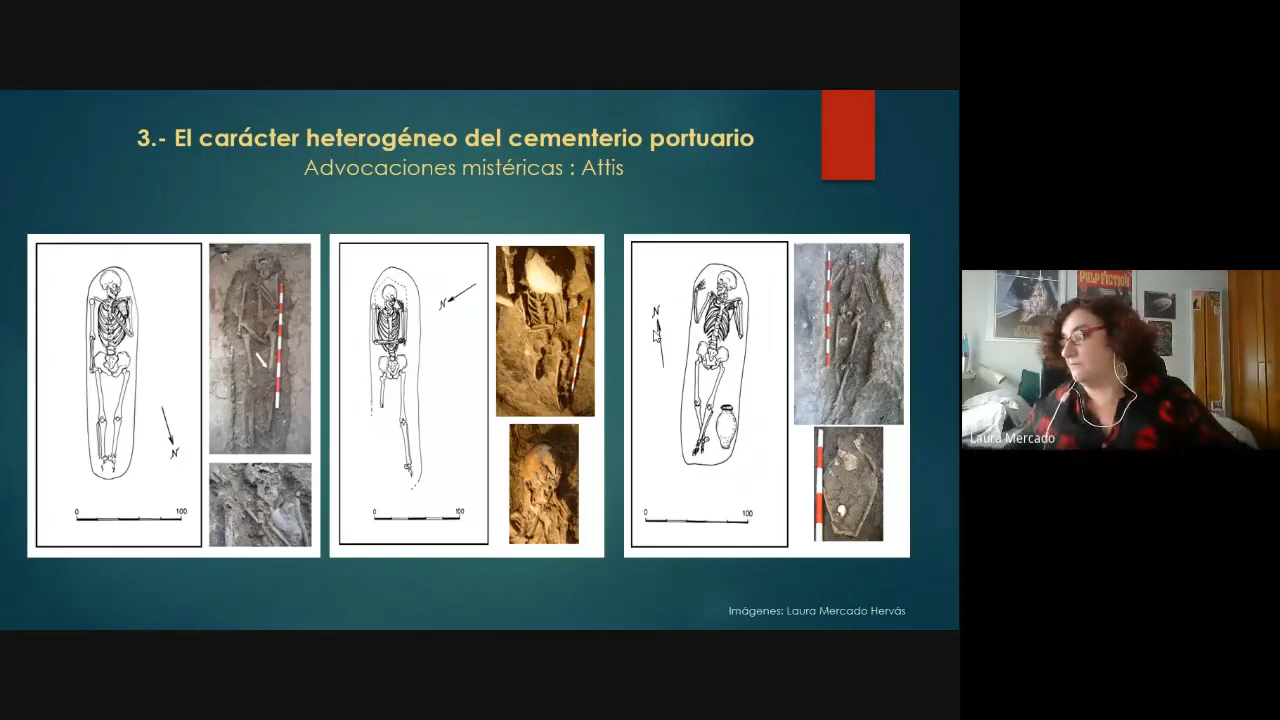 3.- El carácter heterogéneo del cementerio portuario
Advocaciones mistéricas : Attis
N
0 100
N
0 100
N
0 100
Imágenes: Laura Mercado Hervás
PULP FICTION
Laura Mercado